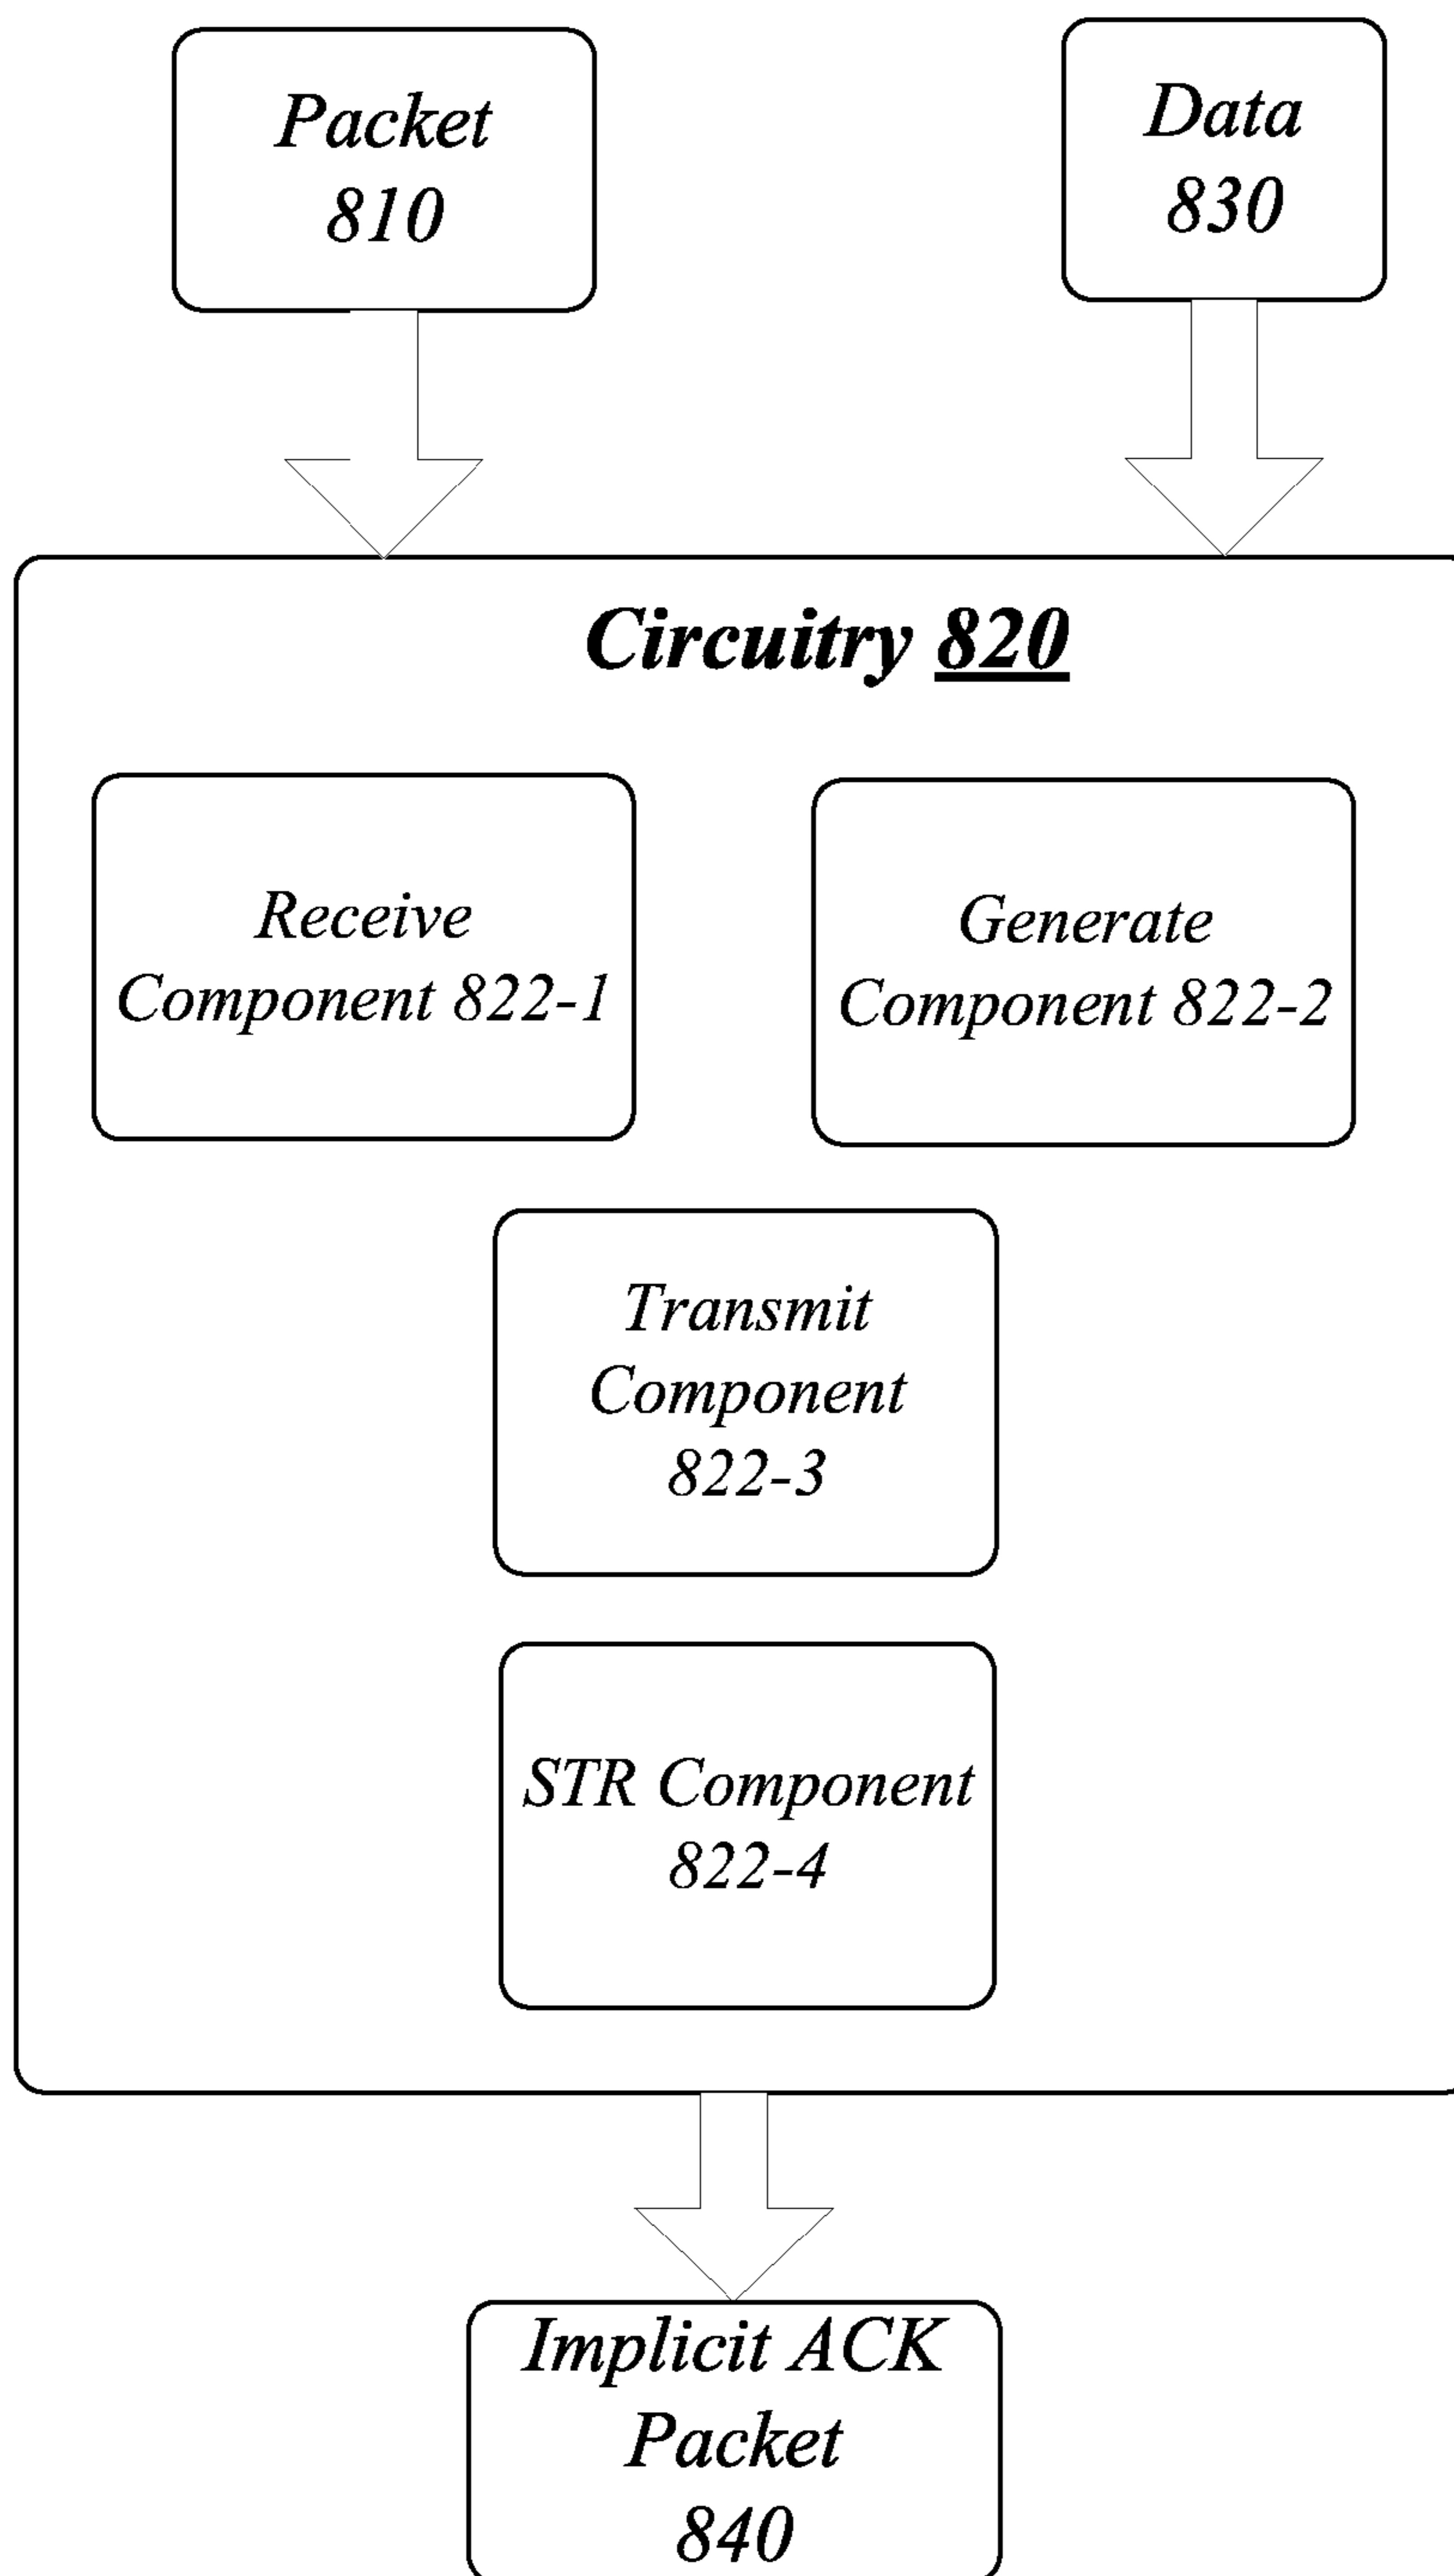 Packet
810
Data
830
Circuitry 820
Receive
Component 822-1
Generate
Component 822-2
Transmit
Component
822-3
STR Component
822-4
Implicit ACK
Packet
840